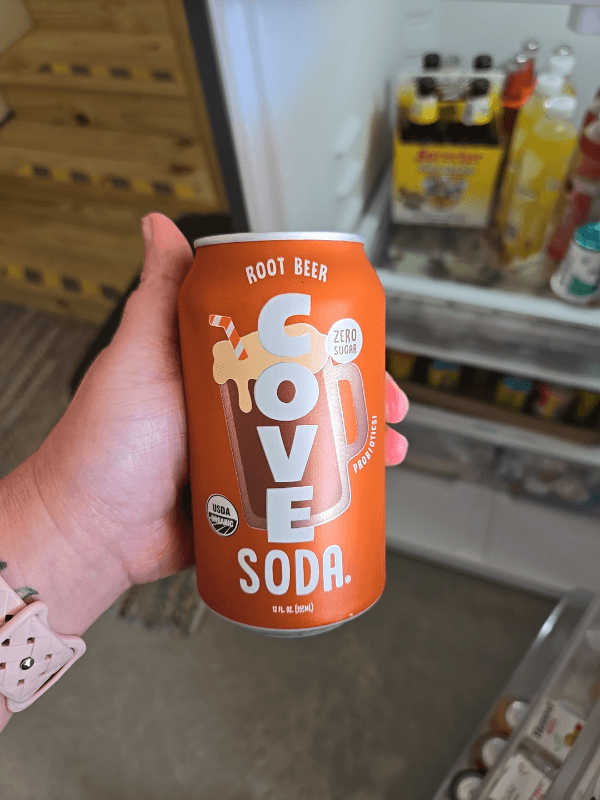 ROOT BEER
COVE
ZERO
SUGAR
PROBIOTICS!
USDA
ORGANIC
SODA.
12 FL. OZ. (355ML)